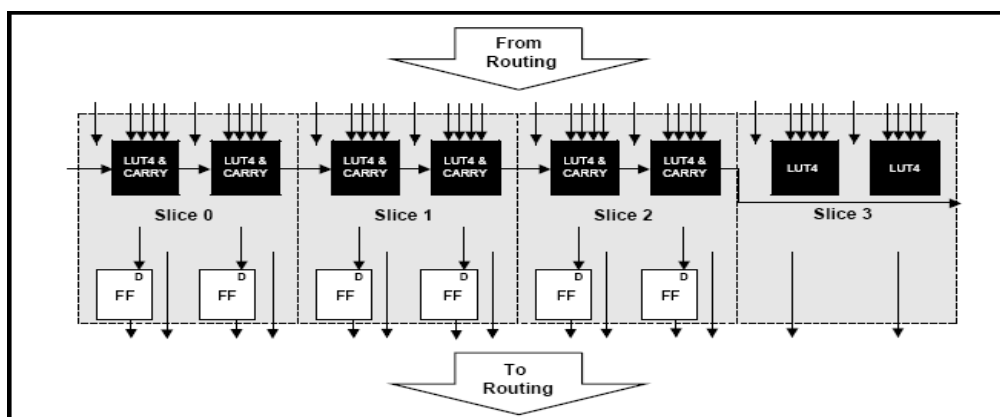 From
Routing
LUT4 &
CARRY
LUT4 &
CARRY
LUT4 &
CARRY
LUT4 &
CARRY
LUT4 &
CARRY
LUT4 &
CARRY
LUT4
LUT4
Slice 0
Slice 1
Slice 2
Slice 3
D
FF
D
FF
D
FF
D
FF
D
FF
D
FF
To
Routing